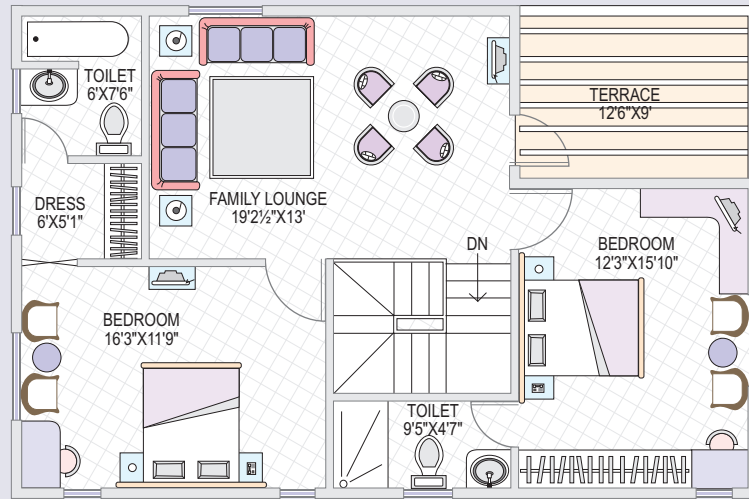 TOILET
6'X7'6"
TERRACE
12'6"X9'
DRESS
6'X5'1"
FAMILY LOUNGE
19'2½"X13'
DN
BEDROOM
12'3"X15'10"
BEDROOM
16'3"X11'9"
TOILET
9'5"X4'7"